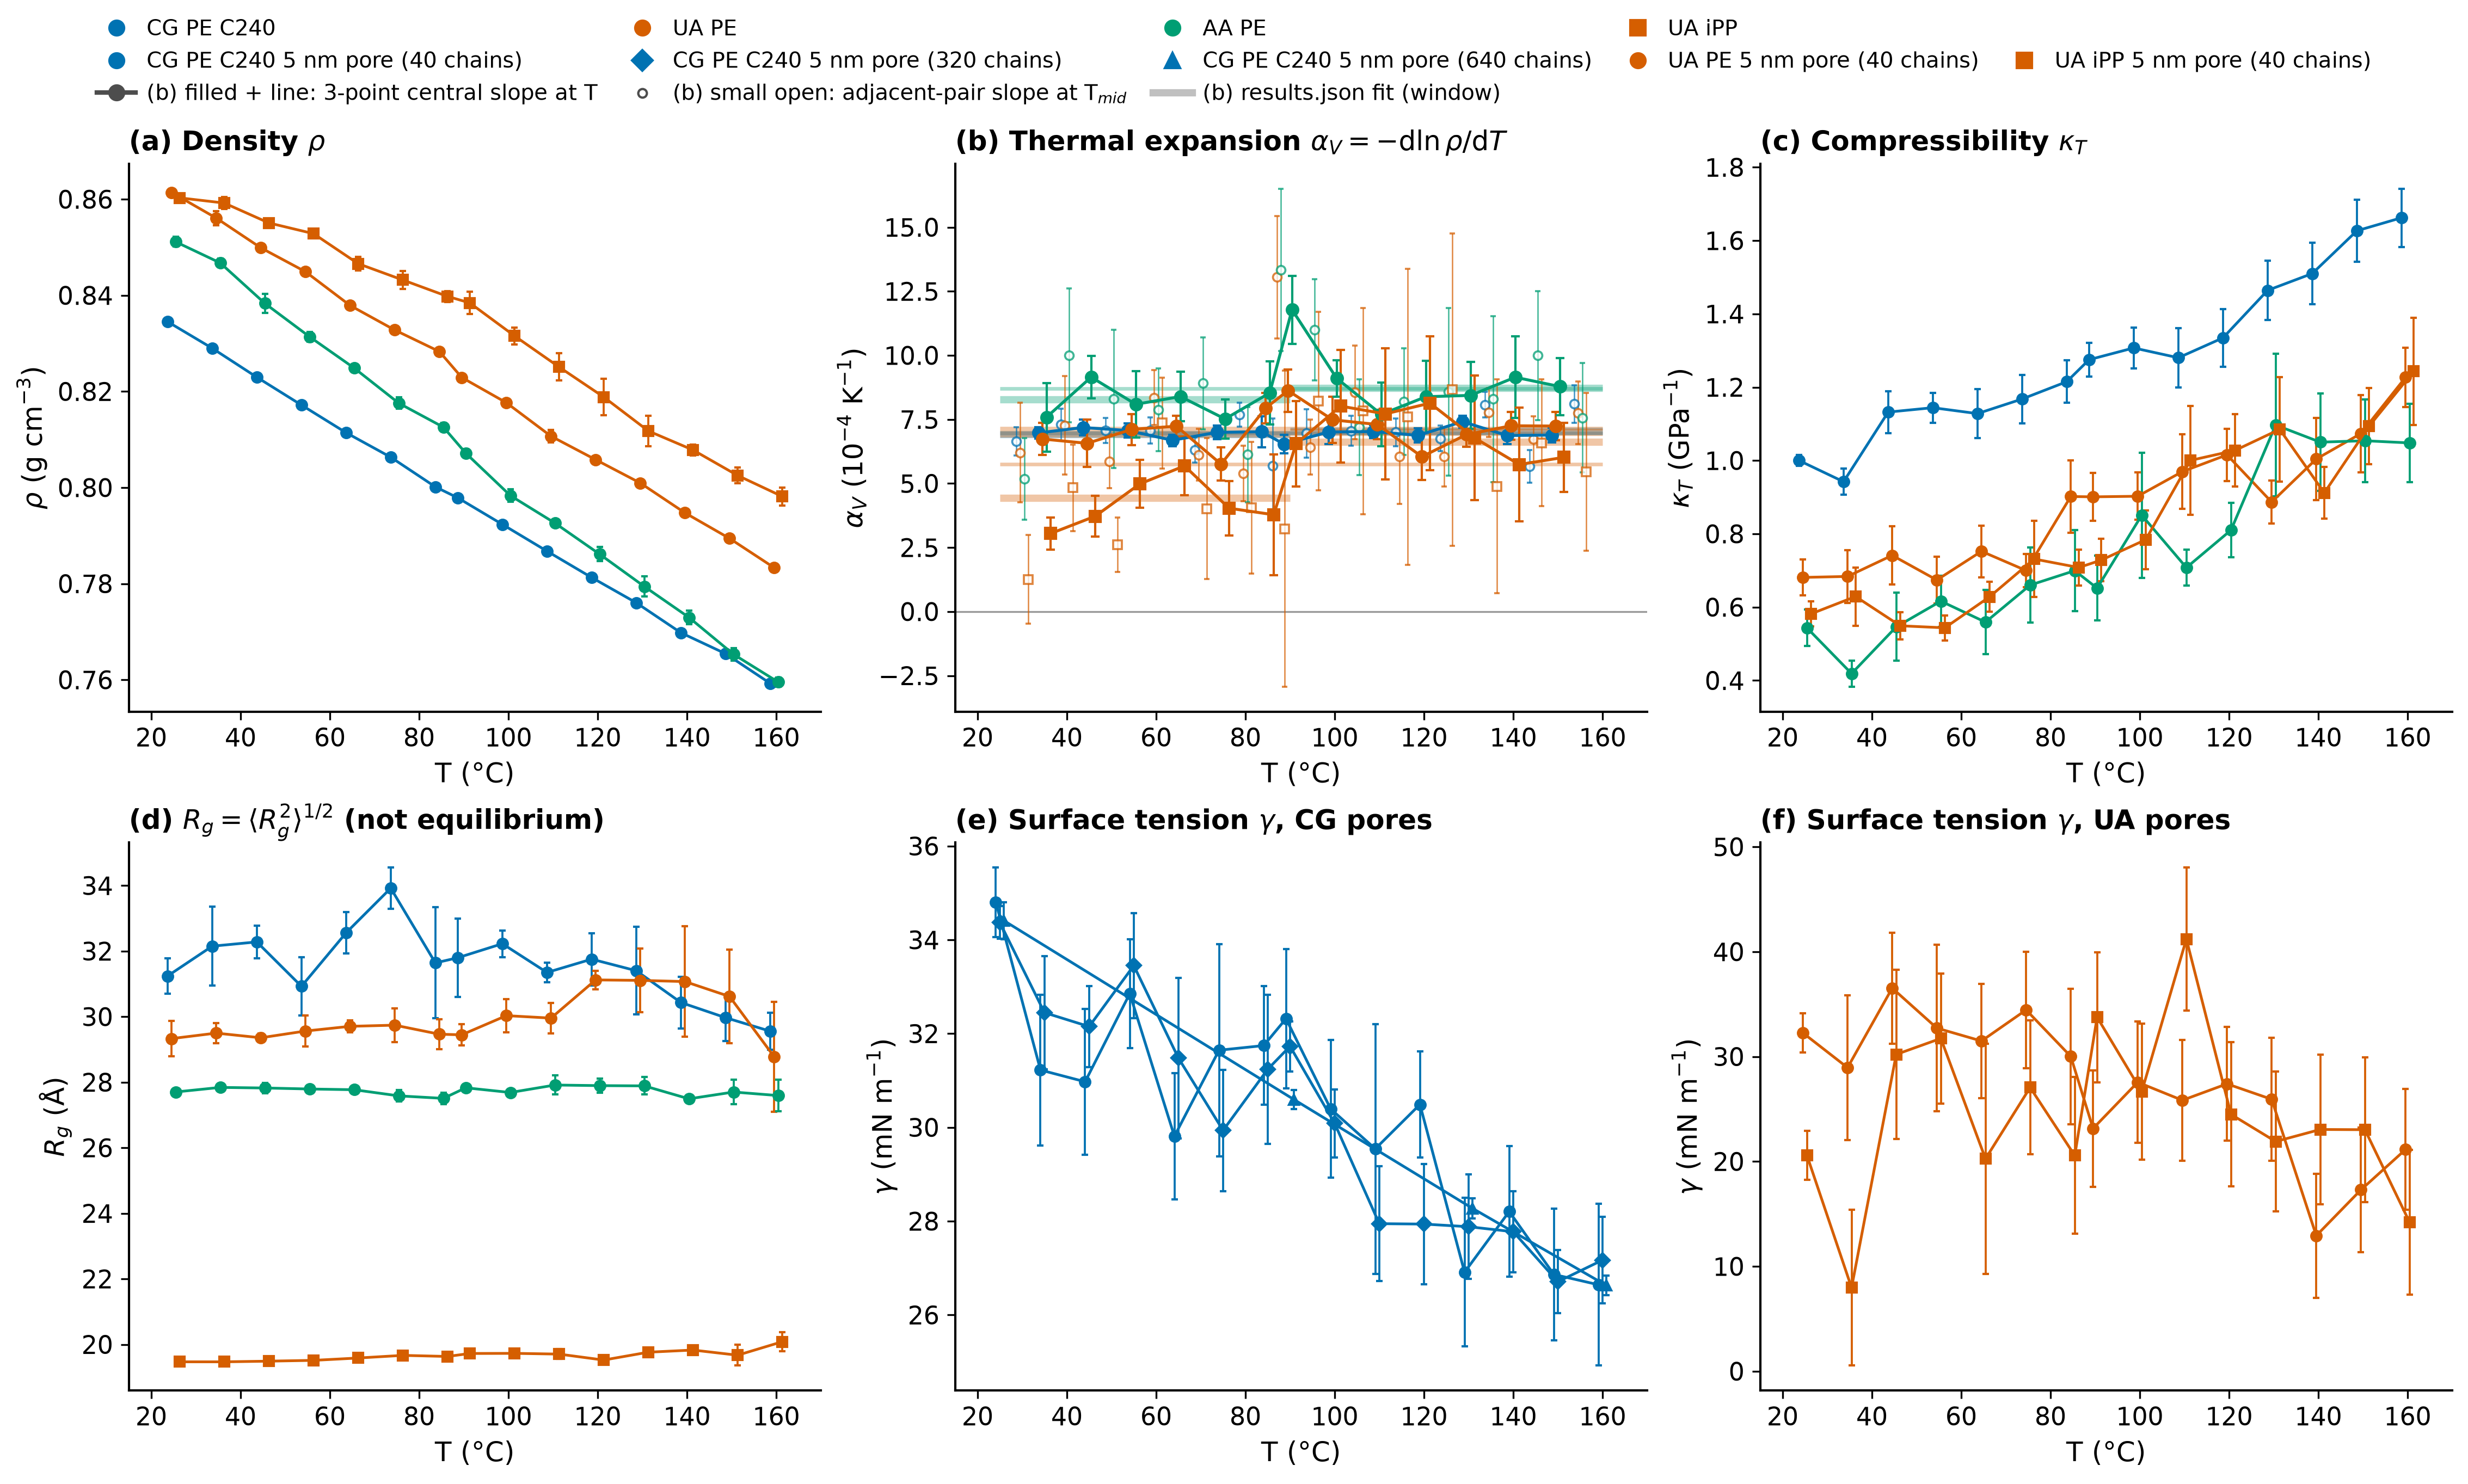 CG PE C240 UA PE AA PE UA iPP
CG PE C240 5 nm pore (40 chains) CG PE C240 5 nm pore (320 chains) CG PE C240 5 nm pore (640 chains) UA PE 5 nm pore (40 chains) UA iPP 5 nm pore (40 chains)
(b) filled + line: 3-point central slope at T (b) small open: adjacent-pair slope at T_mid (b) results.json fit (window)
(a) Density ρ
0.86
0.84
0.82
0.80
0.78
0.76
ρ (g cm⁻³)
20 40 60 80 100 120 140 160
T (°C)
(b) Thermal expansion α_V = −dln ρ/dT
15.0
12.5
10.0
7.5
5.0
2.5
0.0
−2.5
α_V (10⁻⁴ K⁻¹)
20 40 60 80 100 120 140 160
T (°C)
(c) Compressibility κ_T
1.8
1.6
1.4
1.2
1.0
0.8
0.6
0.4
κ_T (GPa⁻¹)
20 40 60 80 100 120 140 160
T (°C)
(d) R_g = ⟨R_g²⟩^1/2 (not equilibrium)
34
32
30
28
26
24
22
20
R_g (Å)
20 40 60 80 100 120 140 160
T (°C)
(e) Surface tension γ, CG pores
36
34
32
30
28
26
γ (mN m⁻¹)
20 40 60 80 100 120 140 160
T (°C)
(f) Surface tension γ, UA pores
50
40
30
20
10
0
γ (mN m⁻¹)
20 40 60 80 100 120 140 160
T (°C)